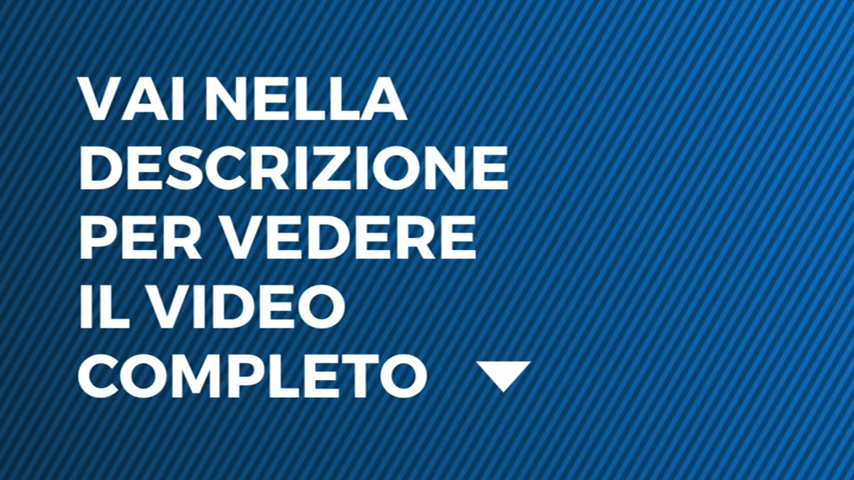 VAI NELLA
DESCRIZIONE
PER VEDERE
IL VIDEO
COMPLETO